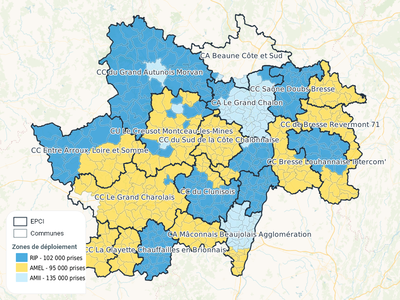 CA Beaune Côte et Sud
CC du Grand Autunois Morvan
CC Saône Doubs Bresse
CA Le Grand Chalon
CC de Bresse Revermont 71
CU Le Creusot Montceau-les-Mines
CC du Sud de la Côte Chalonnaise
CC Entre Arroux, Loire et Somme
CC Bresse Louhannaise Intercom'
CC du Clunisois
CC Le Grand Charolais
CA Mâconnais Beaujolais Agglomération
CC La Clayette Chauffailles en Brionnais
EPCI
Communes
Zones de déploiement
RIP - 102 000 prises
AMEL - 95 000 prises
AMII - 135 000 prises